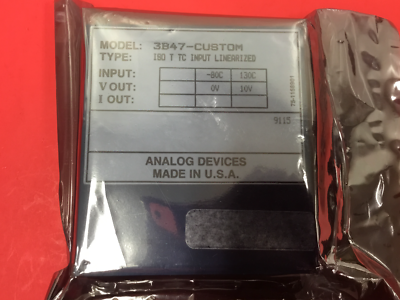 MODEL: 3B47-CUSTOM
TYPE: ISO T TC INPUT LINEARIZED
INPUT: -80C 130C
V OUT: 0V 10V
I OUT:
9115
ANALOG DEVICES
MADE IN U.S.A.